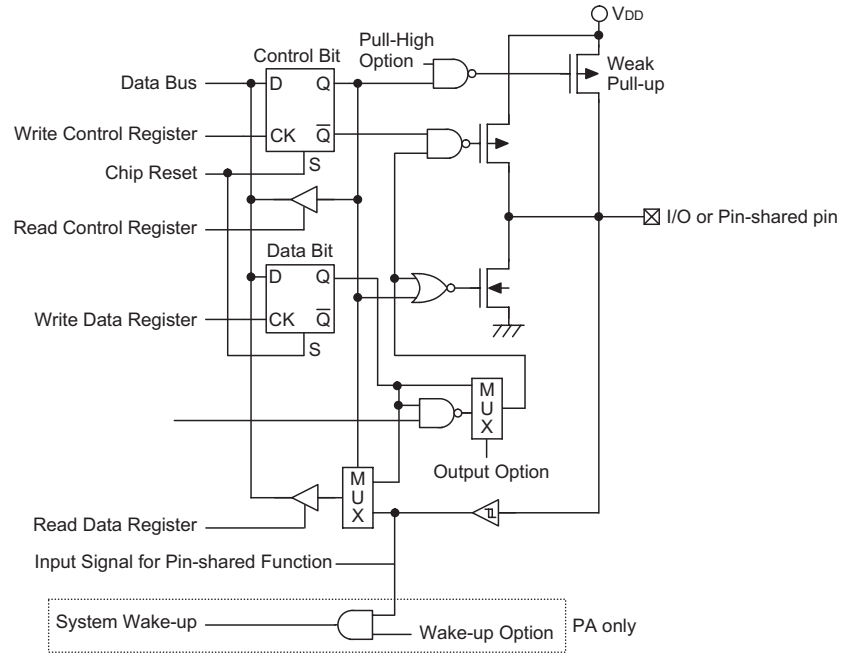 VDD
Control Bit
Pull-High
Option
Weak
Pull-up
Data Bus
D
Q
Write Control Register
CK
Q
Chip Reset
S
I/O or Pin-shared pin
Read Control Register
Data Bit
D
Q
Write Data Register
CK
Q
S
M
U
X
Output Option
M
U
X
Read Data Register
Input Signal for Pin-shared Function
System Wake-up
Wake-up Option
PA only